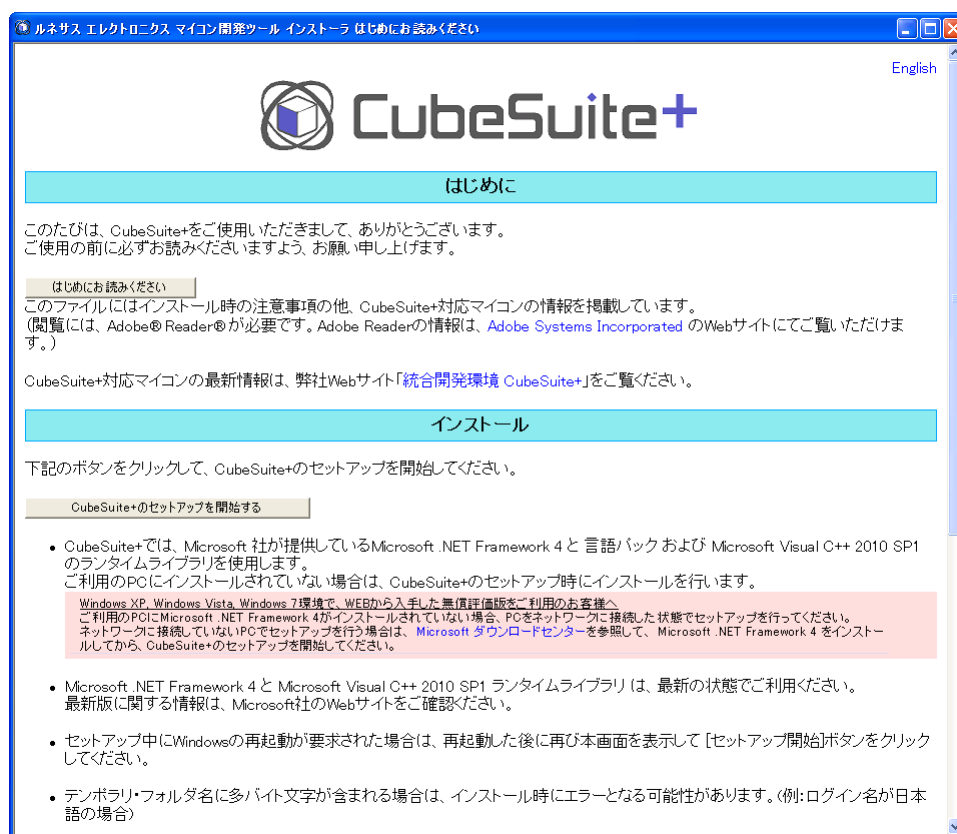 ルネサス エレクトロニクス マイコン開発ツール インストーラ はじめにお読みください
English
CubeSuite+
はじめに
このたびは、CubeSuite+をご使用いただきまして、ありがとうございます。
ご使用の前に必ずお読みくださいますよう、お願い申し上げます。
はじめにお読みください
このファイルにはインストール時の注意事項の他、CubeSuite+対応マイコンの情報を掲載しています。
(閲覧には、Adobe® Reader® が必要です。Adobe Readerの情報は、Adobe Systems Incorporated のWebサイトにてご覧いただけま
す。)
CubeSuite+対応マイコンの最新情報は、弊社Webサイト「統合開発環境 CubeSuite+」をご覧ください。
インストール
下記のボタンをクリックして、CubeSuite+のセットアップを開始してください。
CubeSuite+のセットアップを開始する
• CubeSuite+では、Microsoft 社が提供しているMicrosoft .NET Framework 4 と 言語パック および Microsoft Visual C++ 2010 SP1
のランタイムライブラリを使用します。
ご利用のPCにインストールされていない場合は、CubeSuite+のセットアップ時にインストールを行います。
Windows XP, Windows Vista, Windows 7環境で、WEBから入手した無償評価版をご利用のお客様へ
ご利用のPCにMicrosoft .NET Framework 4がインストールされていない場合、PCをネットワークに接続した状態でセットアップを行ってください。
ネットワークに接続していないPCでセットアップを行う場合は、Microsoft ダウンロードセンターを参照して、Microsoft .NET Framework 4 をインストー
ルしてから、CubeSuite+のセットアップを開始してください。
• Microsoft .NET Framework 4 と Microsoft Visual C++ 2010 SP1 ランタイムライブラリ は、最新の状態でご利用ください。
最新版に関する情報は、Microsoft社のWebサイトをご確認ください。
• セットアップ中にWindowsの再起動が要求された場合は、再起動した後に再び本画面を表示して [セットアップ開始]ボタンをクリック
してください。
• テンポラリ・フォルダ名に多バイト文字が含まれる場合は、インストール時にエラーとなる可能性があります。(例:ログイン名が日本
語の場合)